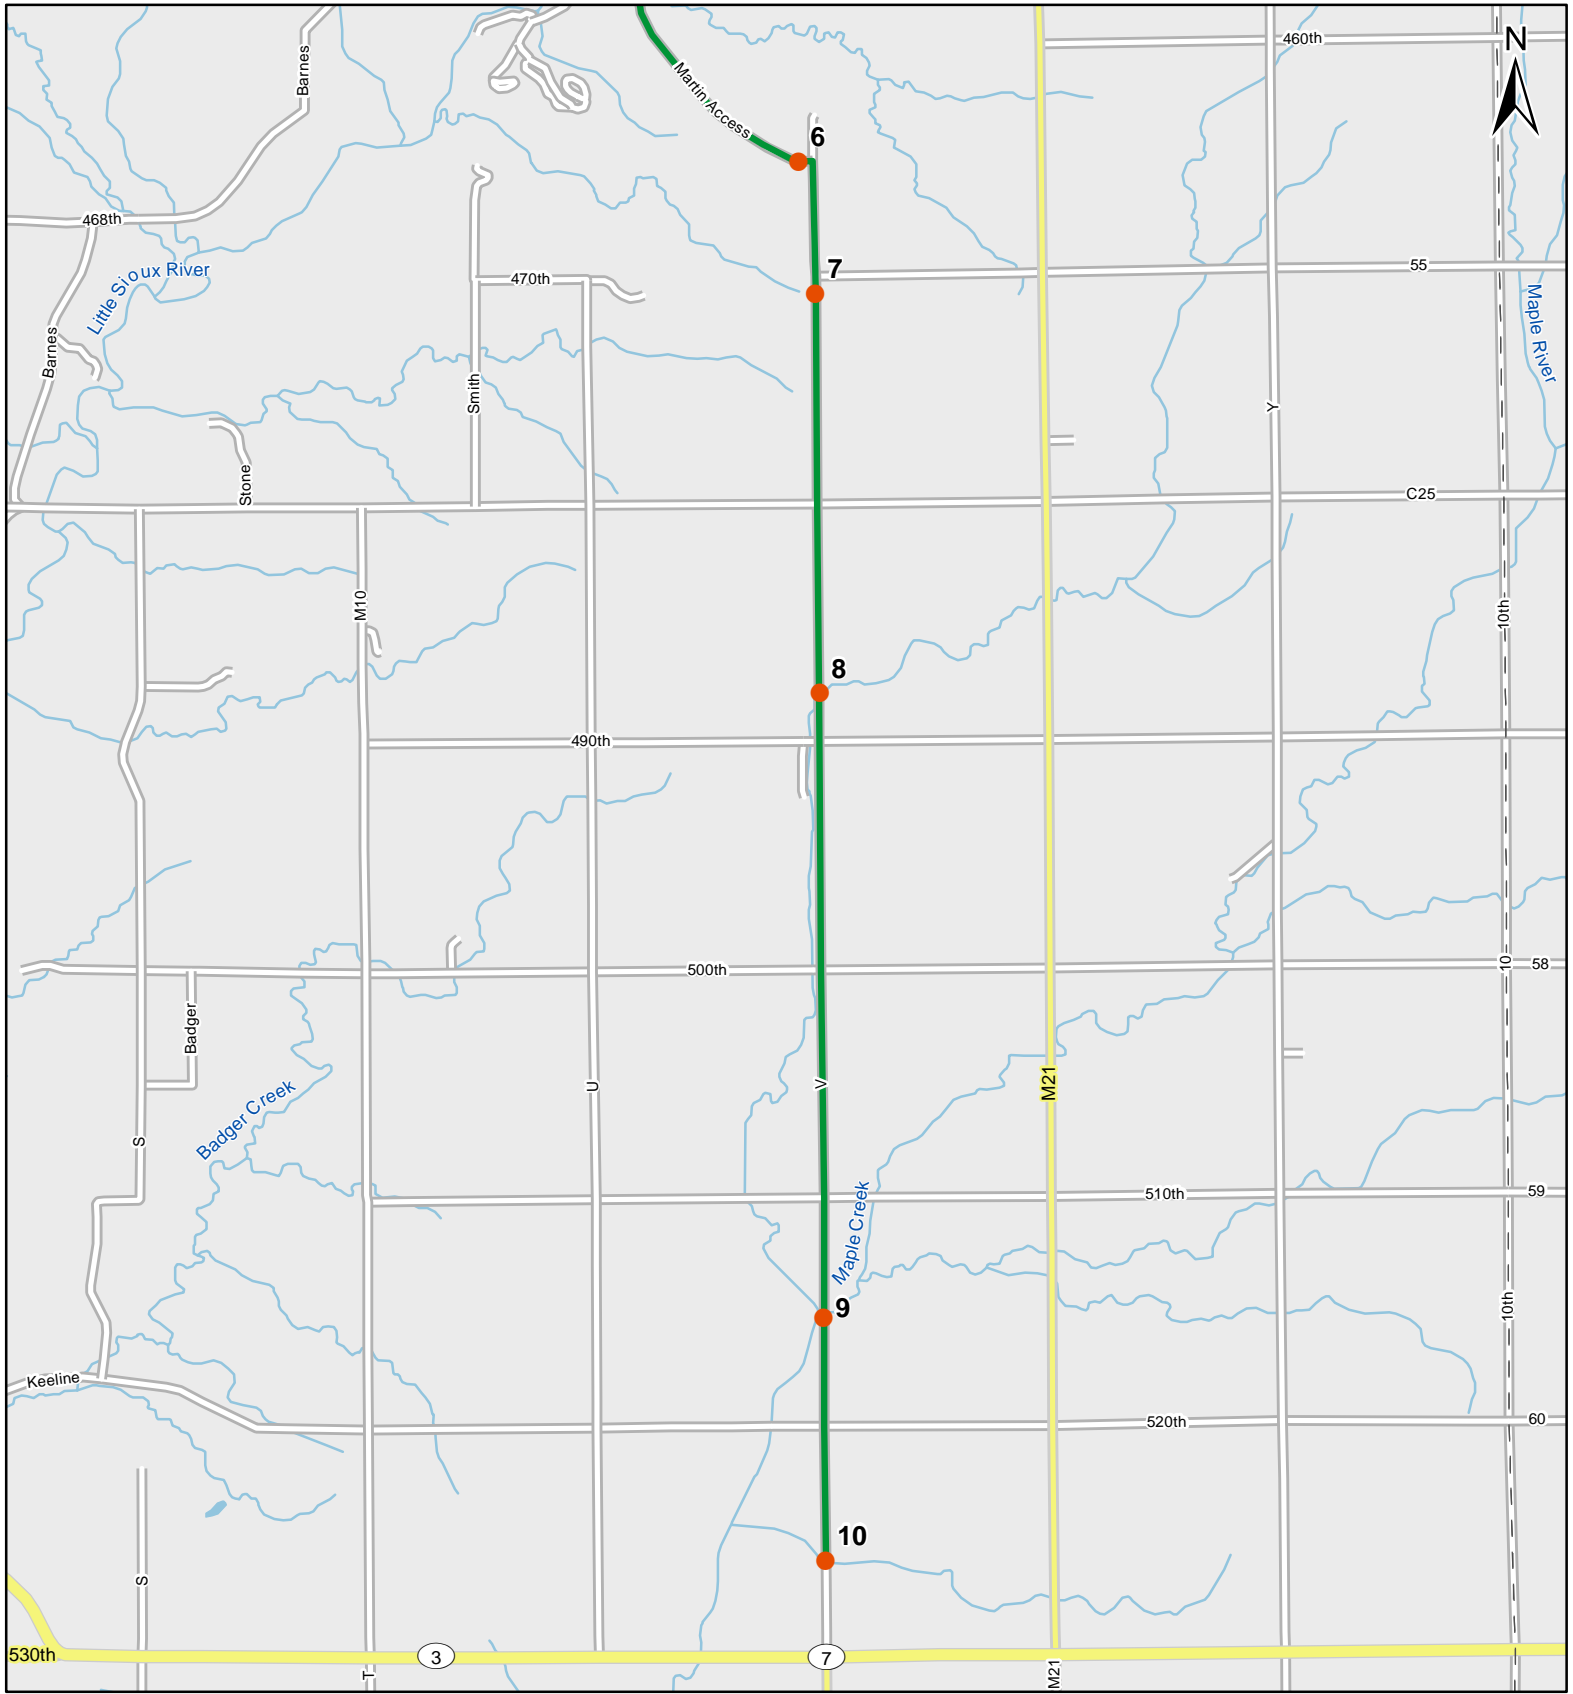 460th
N
Barnes
Martin Access
6
468th
Little Sioux River
470th
7
55
Maple River
Barnes
Smith
Y
Stone
C25
M10
10th
8
490th
500th
10
58
Badger
Badger Creek
U
V
M21
S
510th
59
Maple Creek
9
10th
Keeline
520th
60
10
S
530th
3
7
T
M21